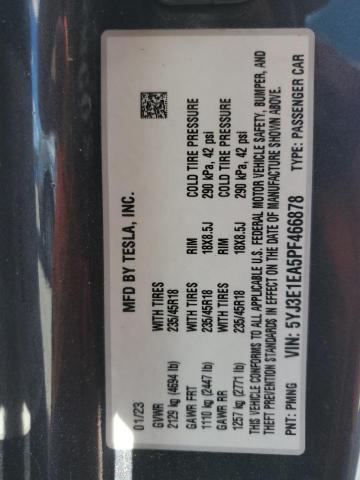 MFD BY TESLA, INC.
01/23
GVWR WITH TIRES RIM COLD TIRE PRESSURE
2129 kg (4694 lb) 235/45R18 18X8.5J 290 kPa, 42 psi
GAWR FRT WITH TIRES RIM COLD TIRE PRESSURE
1110 kg (2447 lb) 235/45R18 18X8.5J 290 kPa, 42 psi
GAWR RR
1257 kg (2771 lb)
THIS VEHICLE CONFORMS TO ALL APPLICABLE U.S. FEDERAL MOTOR VEHICLE SAFETY, BUMPER, AND
THEFT PREVENTION STANDARDS IN EFFECT ON THE DATE OF MANUFACTURE SHOWN ABOVE.
VIN: 5YJ3E1EA5PF466878 TYPE: PASSENGER CAR
PNT: PMNG